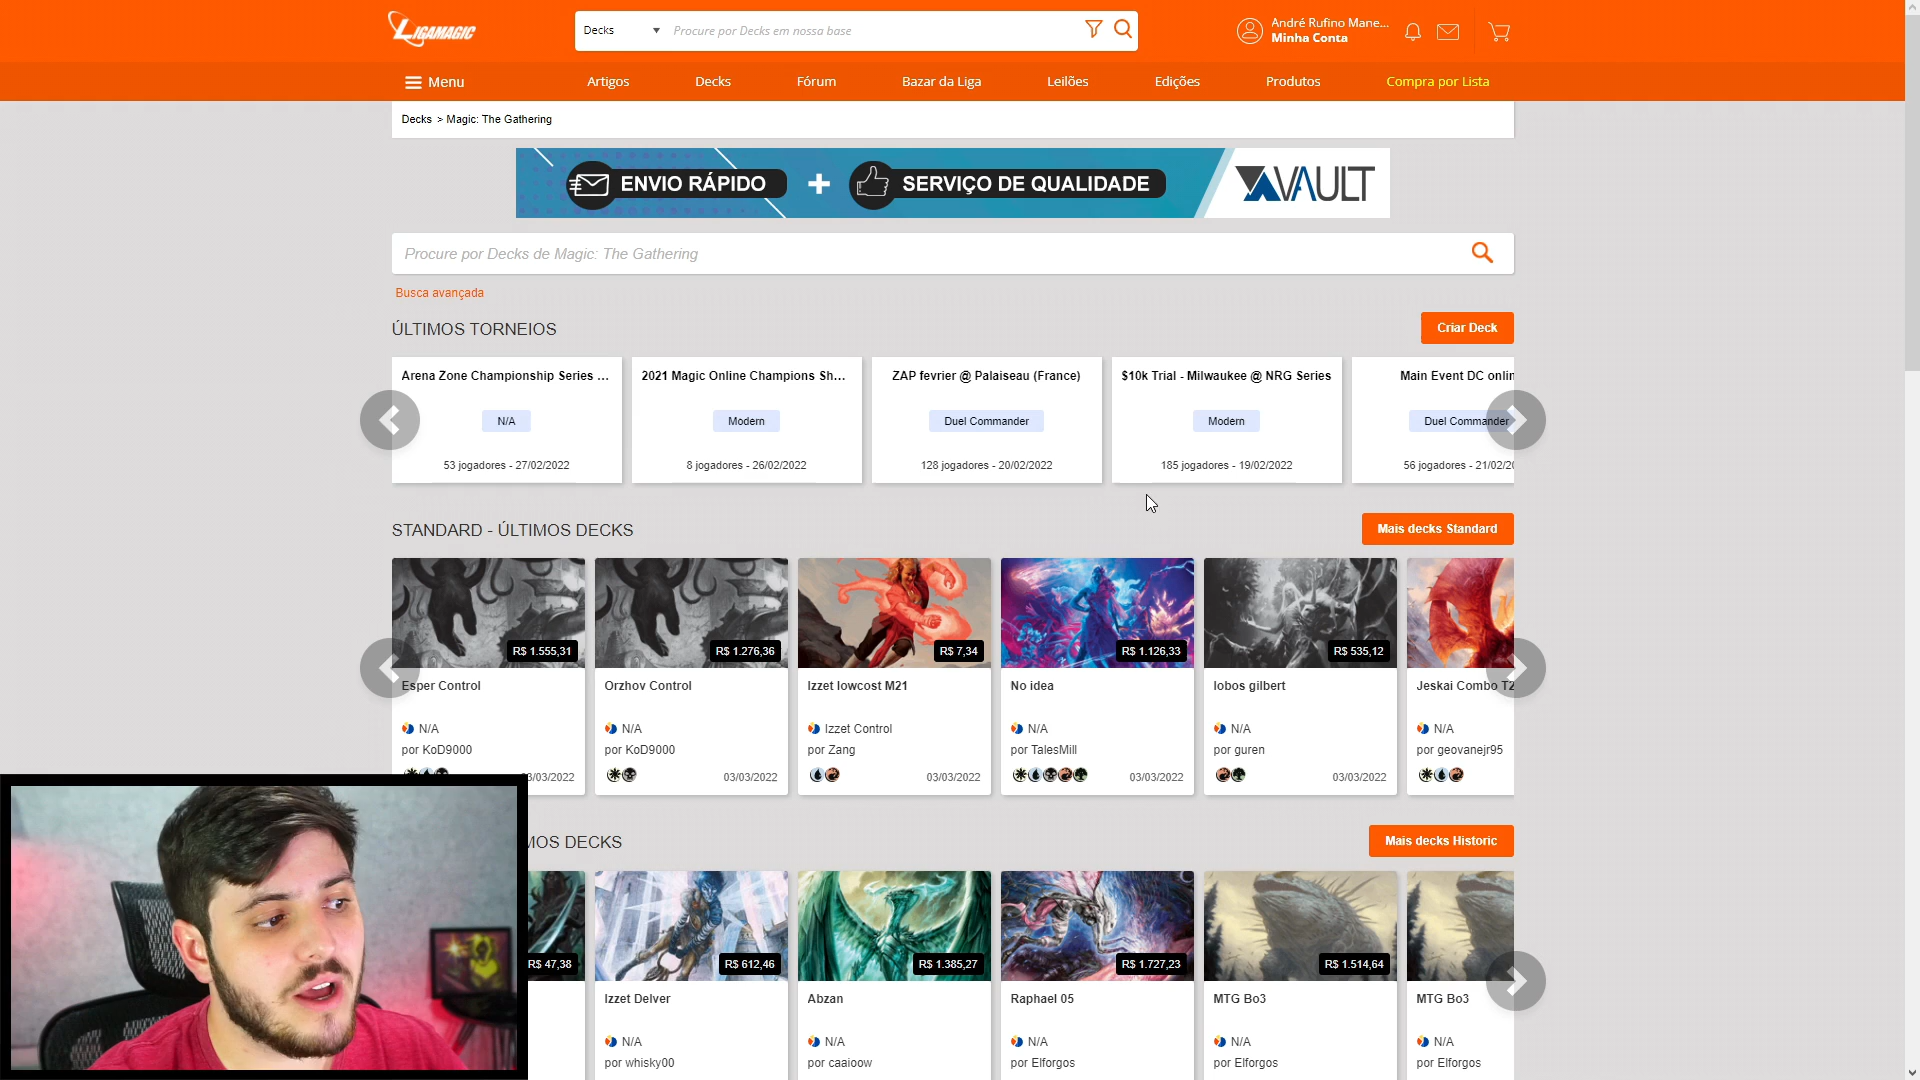 LIGAMAGIC
Decks
Procure por Decks em nossa base
André Rufino Mane...
Minha Conta
Menu
Artigos
Decks
Fórum
Bazar da Liga
Leilões
Edições
Produtos
Compra por Lista
Decks > Magic: The Gathering
ENVIO RÁPIDO + SERVIÇO DE QUALIDADE
VAULT
Procure por Decks de Magic: The Gathering
Busca avançada
ÚLTIMOS TORNEIOS
Criar Deck
Arena Zone Championship Series ...
2021 Magic Online Champions Sh...
ZAP fevrier @ Palaiseau (France)
$10k Trial - Milwaukee @ NRG Series
Main Event DC onlin
N/A
Modern
Duel Commander
Modern
Duel Commander
53 jogadores - 27/02/2022
8 jogadores - 26/02/2022
128 jogadores - 20/02/2022
185 jogadores - 19/02/2022
56 jogadores - 21/02/20
STANDARD - ÚLTIMOS DECKS
Mais decks Standard
R$ 1.555,31
R$ 1.276,36
R$ 7,34
R$ 1.126,33
R$ 535,12
Esper Control
Orzhov Control
Izzet lowcost M21
No idea
lobos gilbert
Jeskai Combo T2
N/A
N/A
Izzet Control
N/A
N/A
N/A
por KoD9000
por KoD9000
por Zang
por TalesMill
por guren
por geovanejr95
3/03/2022
03/03/2022
03/03/2022
03/03/2022
03/03/2022
MOS DECKS
Mais decks Historic
R$ 47,38
R$ 612,46
R$ 1.385,27
R$ 1.727,23
R$ 1.514,64
Izzet Delver
Abzan
Raphael 05
MTG Bo3
MTG Bo3
N/A
N/A
N/A
N/A
N/A
por whisky00
por caaioow
por Elforgos
por Elforgos
por Elforgos